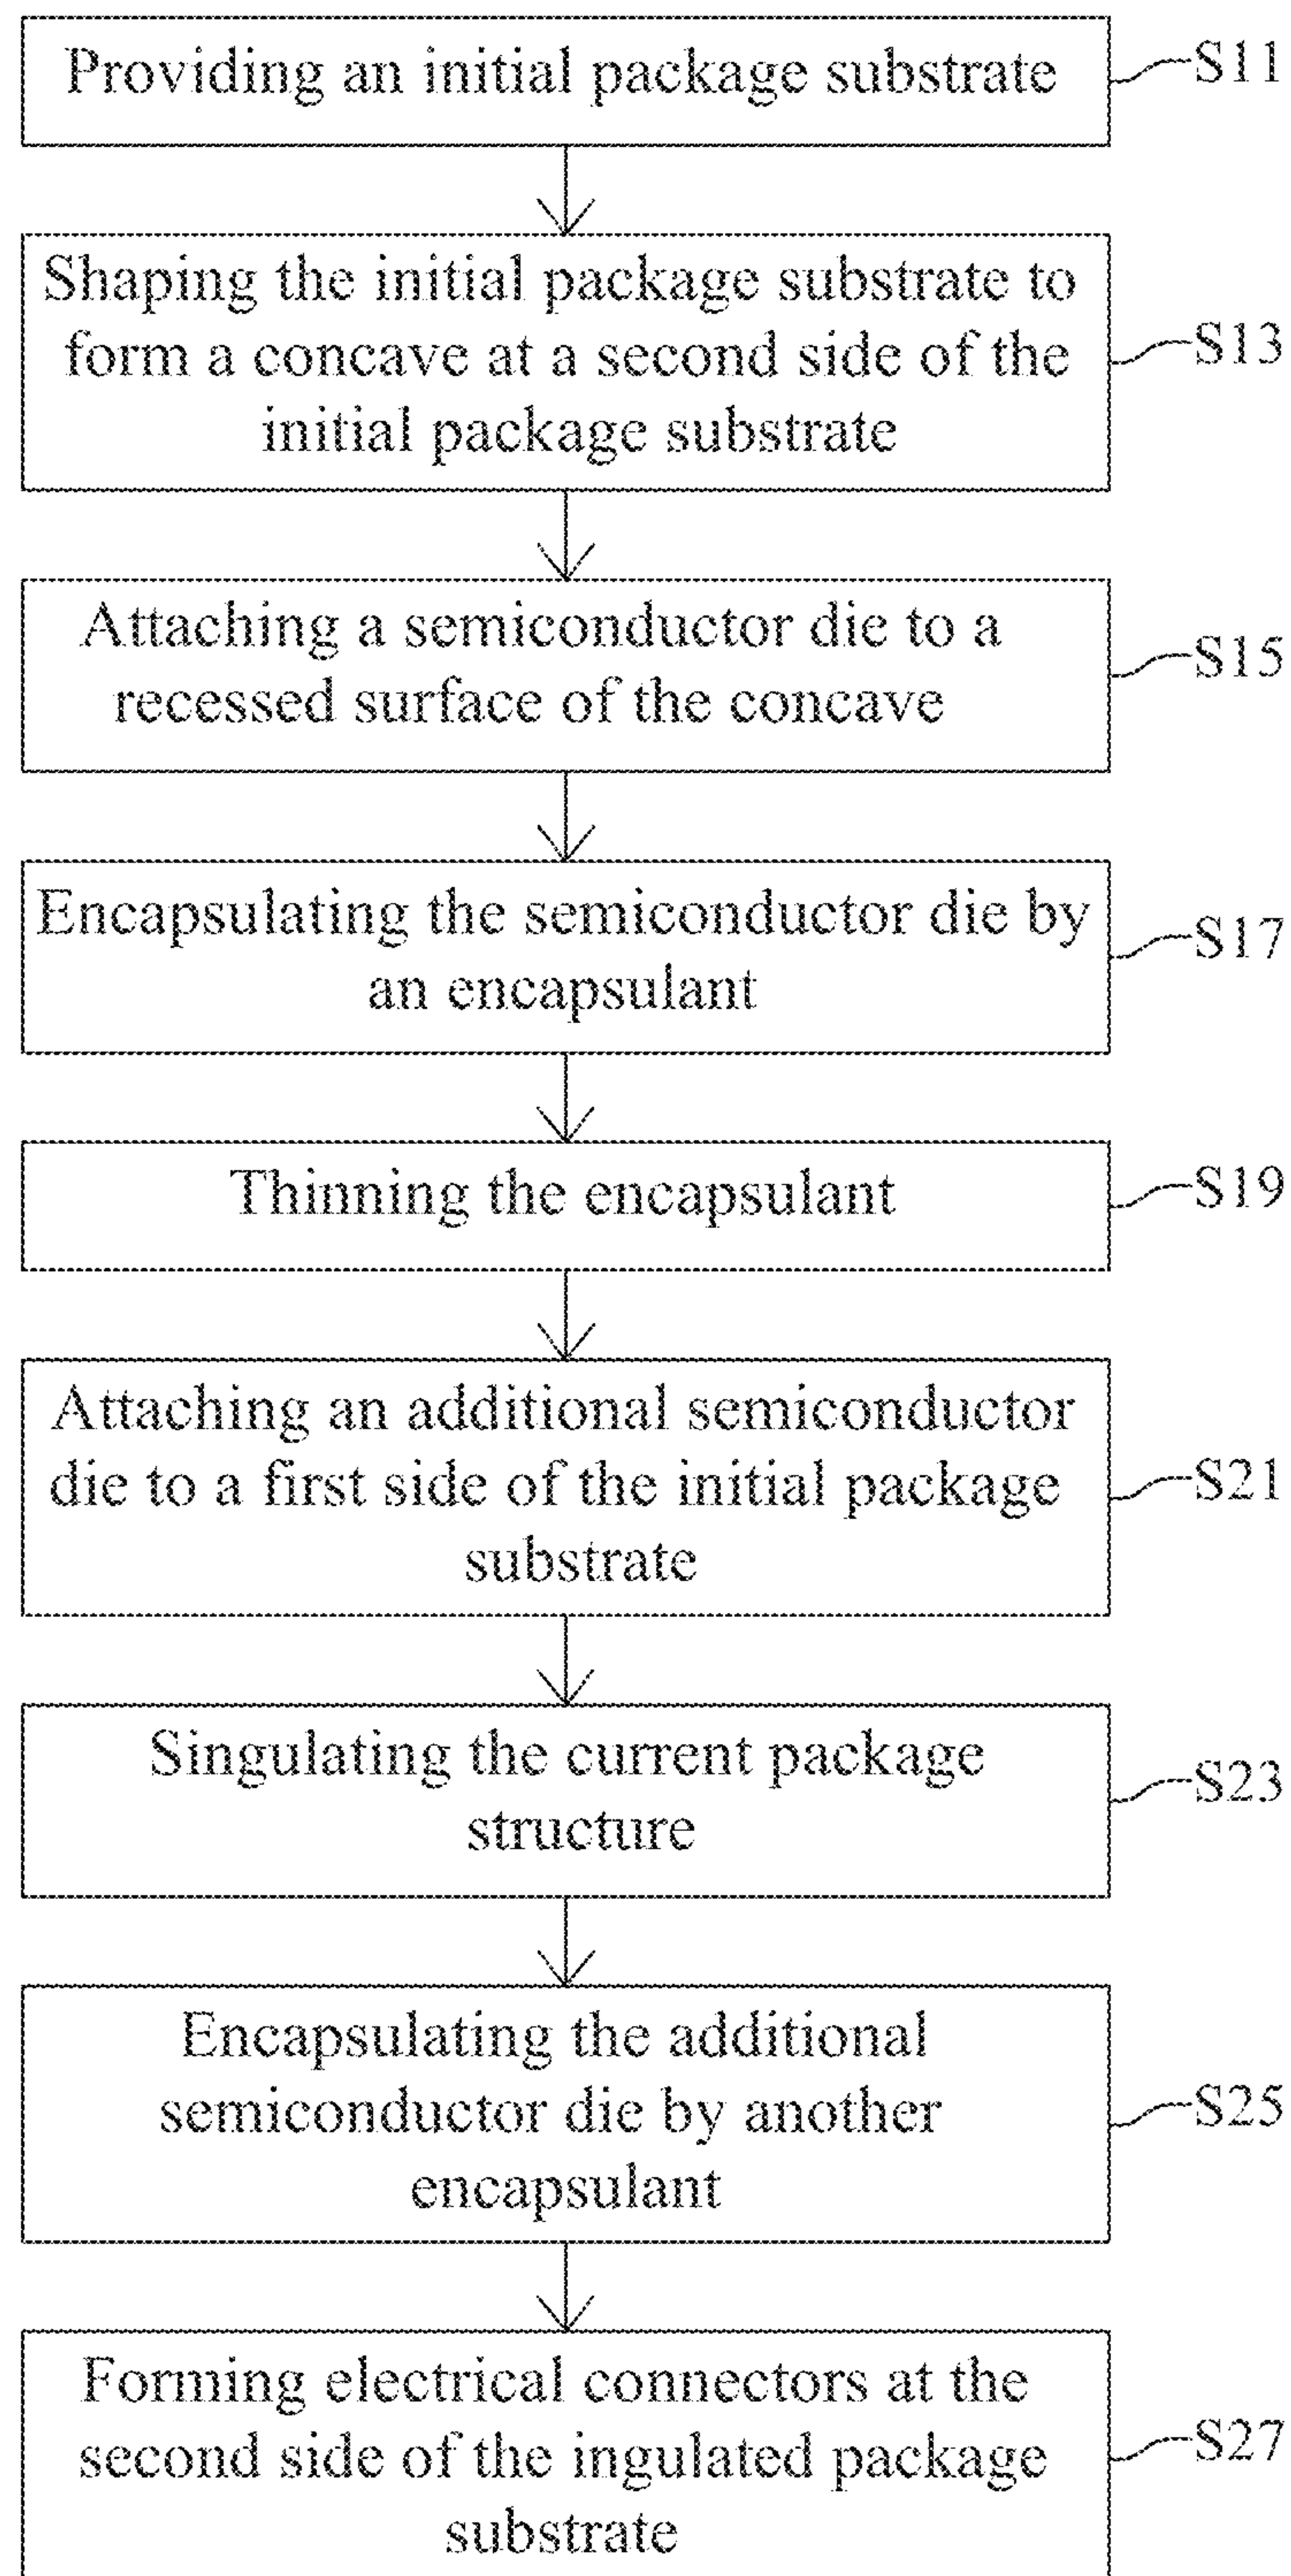 Providing an initial package substrate
S11
Shaping the initial package substrate to
form a concave at a second side of the
initial package substrate
S13
Attaching a semiconductor die to a
recessed surface of the concave
S15
Encapsulating the semiconductor die by
an encapsulant
S17
Thinning the encapsulant
S19
Attaching an additional semiconductor
die to a first side of the initial package
substrate
S21
Singulating the current package
structure
S23
Encapsulating the additional
semiconductor die by another
encapsulant
S25
Forming electrical connectors at the
second side of the ingulated package
substrate
S27